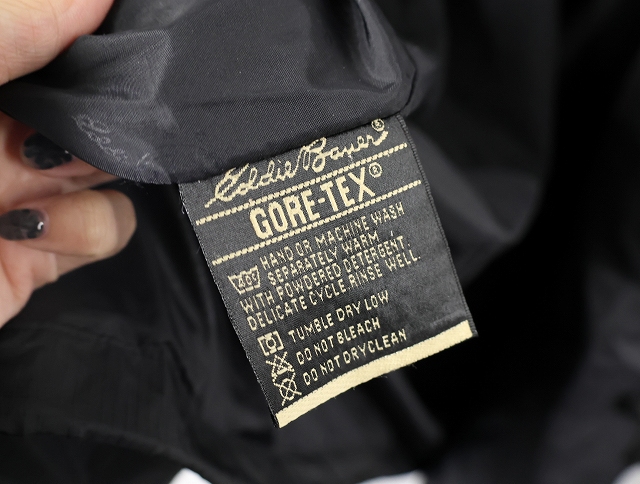 Eddie Bauer®
GORE-TEX®
HAND OR MACHINE WASH
SEPARATELY WARM,
40°
WITH POWDERED DETERGENT.
DELICATE CYCLE RINSE WELL.
TUMBLE DRY LOW
DO NOT BLEACH
DO NOT DRYCLEAN